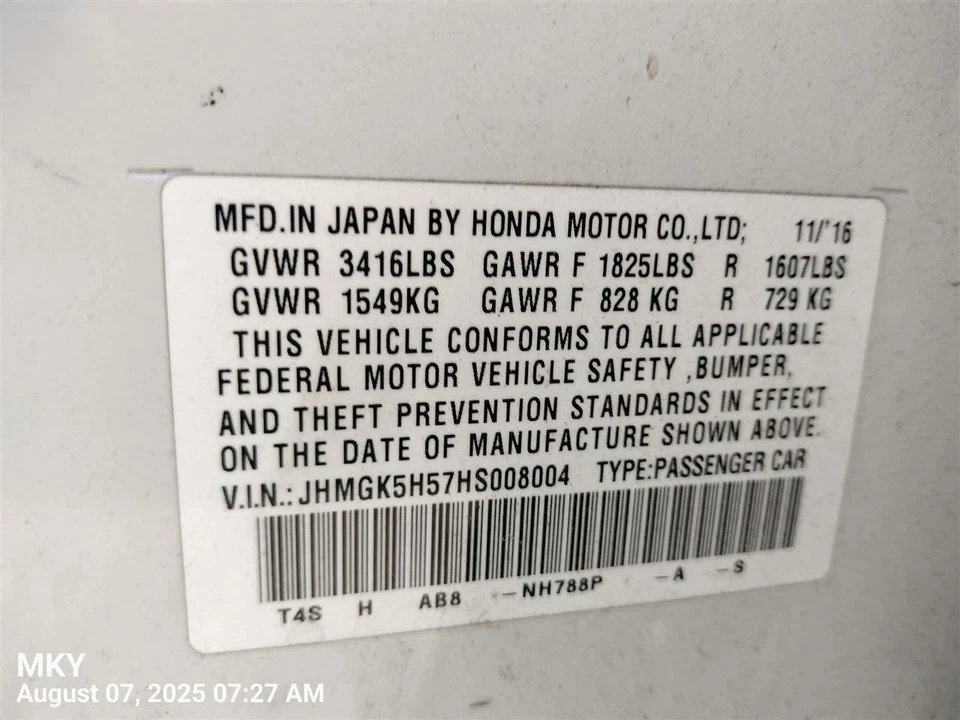 MFD.IN JAPAN BY HONDA MOTOR CO.,LTD; 11/'16
GVWR 3416LBS GAWR F 1825LBS R 1607LBS
GVWR 1549KG GAWR F 828 KG R 729 KG
THIS VEHICLE CONFORMS TO ALL APPLICABLE
FEDERAL MOTOR VEHICLE SAFETY ,BUMPER,
AND THEFT PREVENTION STANDARDS IN EFFECT
ON THE DATE OF MANUFACTURE SHOWN ABOVE.
V.I.N.: JHMGK5H57HS008004 TYPE:PASSENGER CAR
T4S H AB8 -NH788P -A -S
MKY
August 07, 2025 07:27 AM